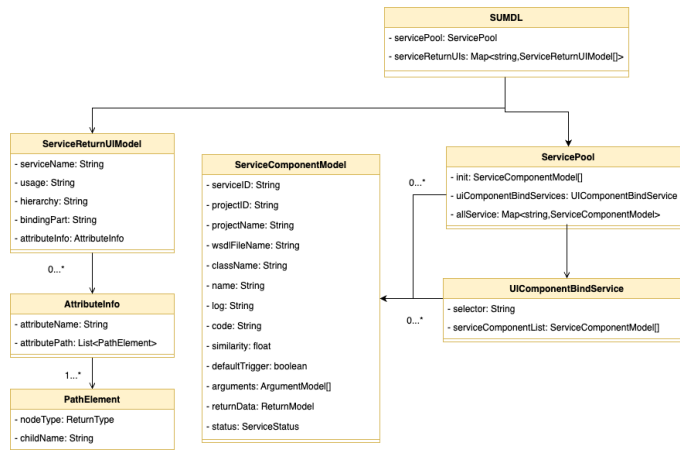 SUMDL
- servicePool: ServicePool
- serviceReturnUIs: Map<string,ServiceReturnUIModel[]>
ServiceReturnUIModel
- serviceName: String
- usage: String
- hierarchy: String
- bindingPart: String
- attributeInfo: AttributeInfo
0...*
AttributeInfo
- attributeName: String
- attributePath: List<PathElement>
1...*
PathElement
- nodeType: ReturnType
- childName: String
ServiceComponentModel
- serviceID: String
- projectID: String
- projectName: String
- wsdlFileName: String
- className: String
- name: String
- log: String
- code: String
- similarity: float
- defaultTrigger: boolean
- arguments: ArgumentModel[]
- returnData: ReturnModel
- status: ServiceStatus
0...*
0...*
ServicePool
- init: ServiceComponentModel[]
- uiComponentBindServices: UIComponentBindService
- allService: Map<string,ServiceComponentModel>
UIComponentBindService
- selector: String
- serviceComponentList: ServiceComponentModel[]